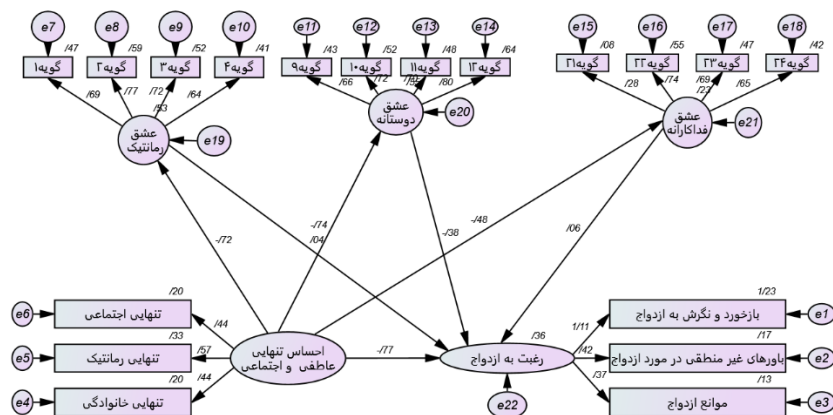 e7 e8 e9 e10 e11 e12 e13 e14 e15 e16 e17 e18
/47 /59 /52 /41 /43 /52 /48 /64 /08 /55 /47 /42
گویه۱ گویه۲ گویه۳ گویه۴ گویه۹ گویه۱۰ گویه۱۱ گویه۱۲ گویه۲۱ گویه۲۲ گویه۲۳ گویه۲۴
/69 /77 /72 /64 /66 /72 /80 /28 /74 /69 /65
/53 /23
عشق رمانتیک
e19
عشق دوستانه
e20
عشق فداکارانه
e21
-/72 -/74 -/48
/04 -/38 /06
e6 /20 تنهایی اجتماعی /44
e5 /33 تنهایی رمانتیک /57
e4 /20 تنهایی خانوادگی /44
احساس تنهایی
عاطفی و اجتماعی
-/77
/36
رغبت به ازدواج
e22
1/11 1/23 بازخورد و نگرش به ازدواج e1
/42 /17 باورهای غیر منطقی در مورد ازدواج e2
/37 /13 موانع ازدواج e3